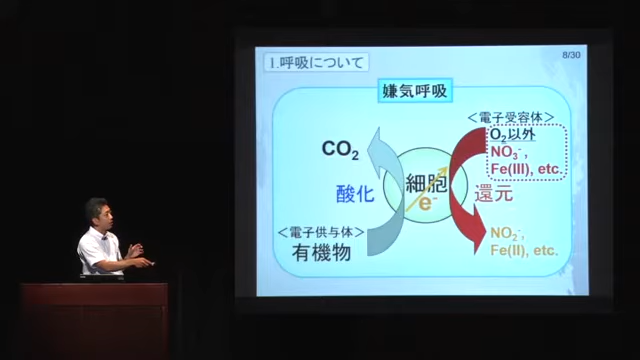 1.呼吸について
8/30
嫌気呼吸
<電子受容体>
O₂以外
NO₃⁻,
Fe(III), etc.
CO₂
細胞
e⁻
酸化
還元
<電子供与体>
有機物
NO₂⁻,
Fe(II), etc.